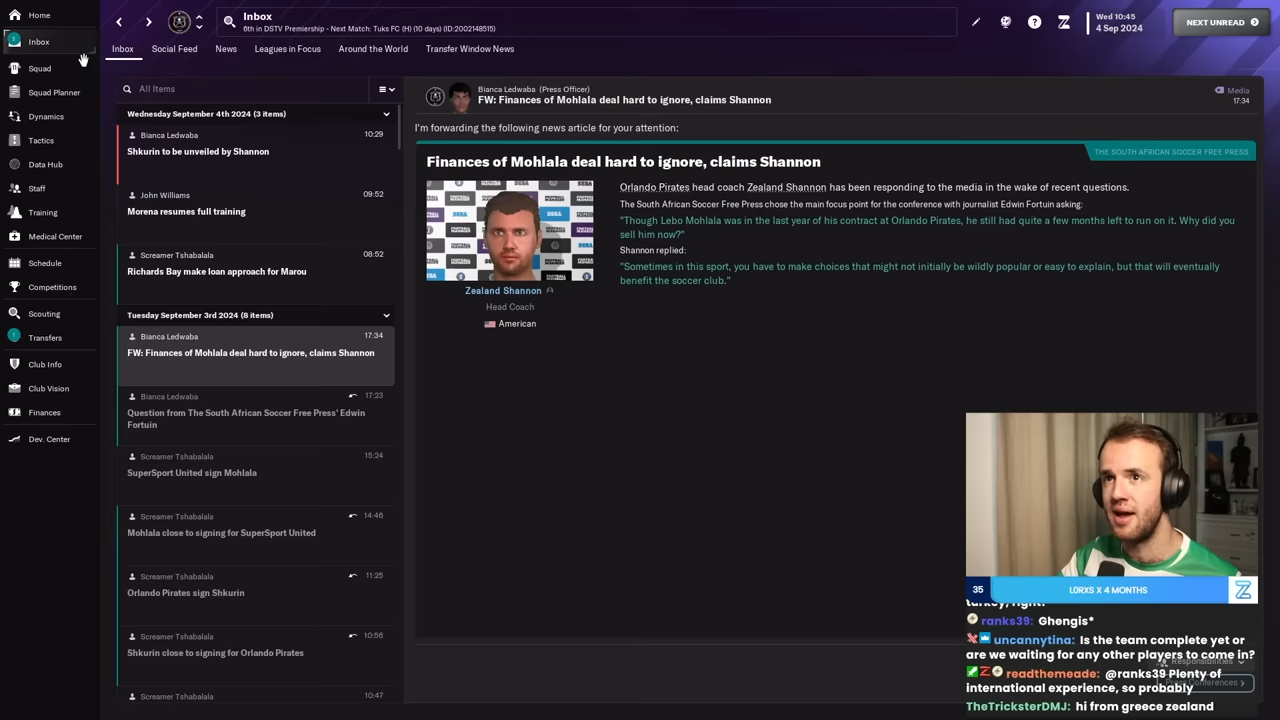 Home
Inbox
Squad
Squad Planner
Dynamics
Tactics
Data Hub
Staff
Training
Medical Center
Schedule
Competitions
Scouting
Transfers
Club Info
Club Vision
Finances
Dev. Center
Inbox
6th in DSTV Premiership - Next Match: Tuks FC (H) (10 days) (ID:2002148515)
Wed 10:45
4 Sep 2024
NEXT UNREAD
Inbox
Social Feed
News
Leagues in Focus
Around the World
Transfer Window News
All Items
Wednesday September 4th 2024 (3 items)
Bianca Ledwaba 10:29
Shkurin to be unveiled by Shannon
John Williams 09:52
Morena resumes full training
Screamer Tshabalala 08:52
Richards Bay make loan approach for Marou
Tuesday September 3rd 2024 (8 items)
Bianca Ledwaba 17:34
FW: Finances of Mohlala deal hard to ignore, claims Shannon
Bianca Ledwaba 17:23
Question from The South African Soccer Free Press' Edwin
Fortuin
Screamer Tshabalala 15:24
SuperSport United sign Mohlala
Screamer Tshabalala 14:46
Mohlala close to signing for SuperSport United
Screamer Tshabalala 11:25
Orlando Pirates sign Shkurin
Screamer Tshabalala 10:56
Shkurin close to signing for Orlando Pirates
Screamer Tshabalala 10:47
Bianca Ledwaba (Press Officer)
FW: Finances of Mohlala deal hard to ignore, claims Shannon
Media
17:34
I'm forwarding the following news article for your attention:
THE SOUTH AFRICAN SOCCER FREE PRESS
Finances of Mohlala deal hard to ignore, claims Shannon
Zealand Shannon
Head Coach
American
Orlando Pirates head coach Zealand Shannon has been responding to the media in the wake of recent questions.
The South African Soccer Free Press chose the main focus point for the conference with journalist Edwin Fortuin asking:
"Though Lebo Mohlala was in the last year of his contract at Orlando Pirates, he still had quite a few months left to run on it. Why did you
sell him now?"
Shannon replied:
"Sometimes in this sport, you have to make choices that might not initially be wildly popular or easy to explain, but that will eventually
benefit the soccer club."
35 L0RXS X 4 MONTHS
turkey, right?
ranks39: Ghengis*
uncannytina: Is the team complete yet or
are we waiting for any other players to come in?
readthemeade: @ranks39 Plenty of
international experience, so probably
TheTricksterDMJ: hi from greece zealand
Responsibilities
Press Conferences